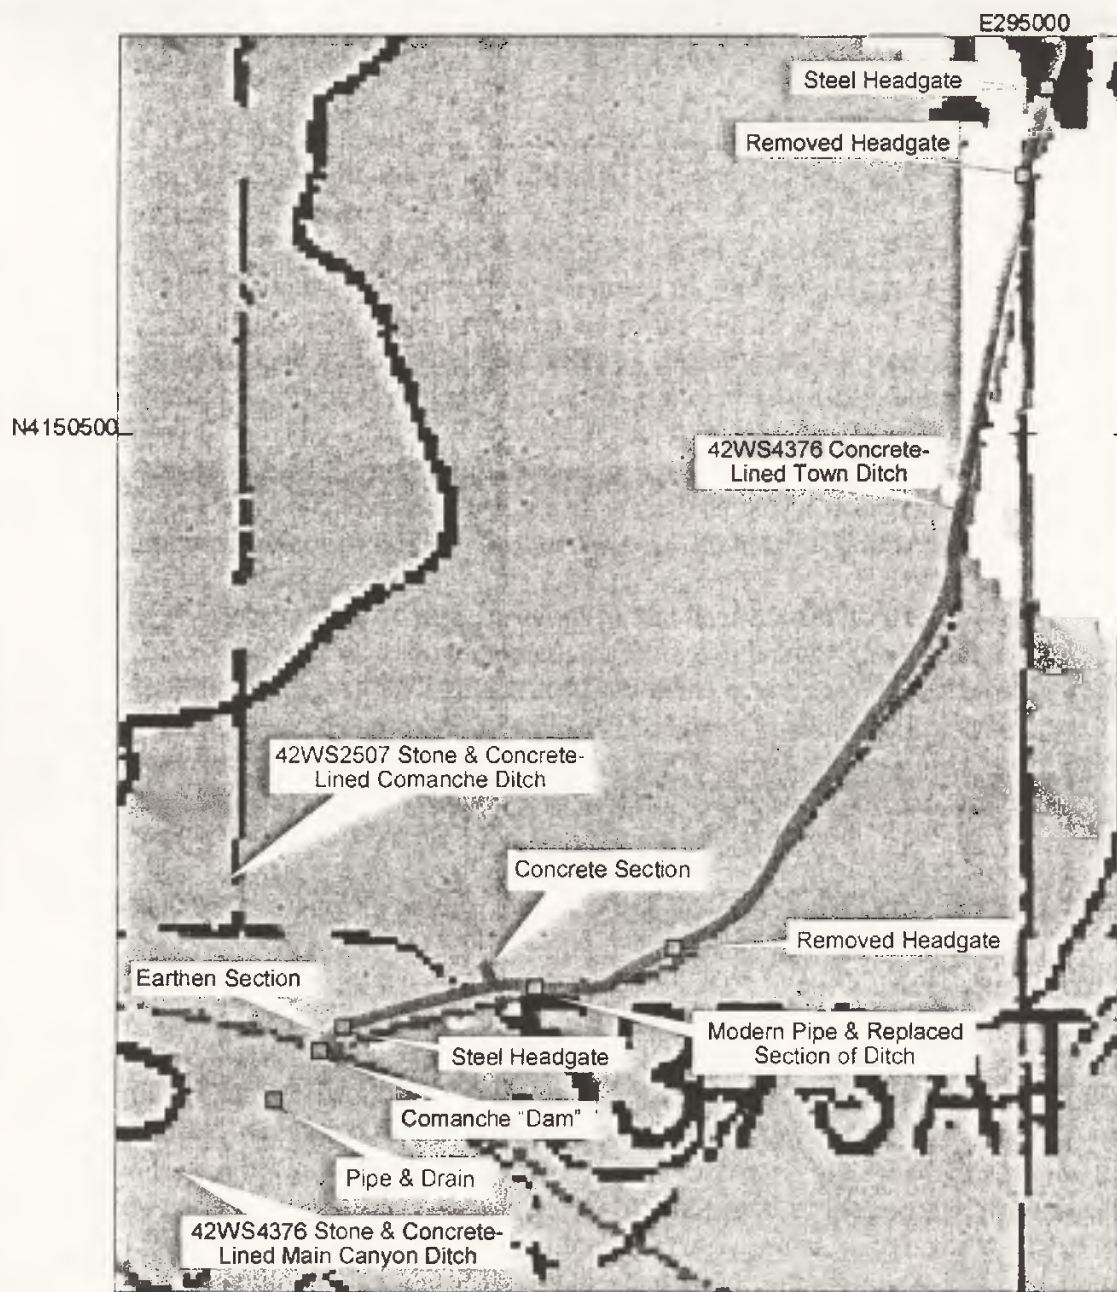 E295000
Steel Headgate
Removed Headgate
N4150500
42WS4376 Concrete-
Lined Town Ditch
42WS2507 Stone & Concrete-
Lined Comanche Ditch
Concrete Section
Removed Headgate
Earthen Section
Modern Pipe & Replaced
Section of Ditch
Steel Headgate
Comanche "Dam"
Pipe & Drain
42WS4376 Stone & Concrete-
Lined Main Canyon Ditch